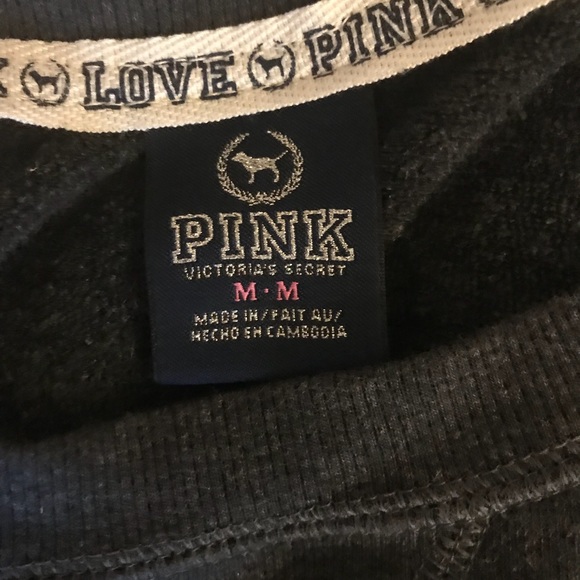 LOVE PINK
PINK
VICTORIA'S SECRET
M·M
MADE IN/FAIT AU/
HECHO EN CAMBODIA